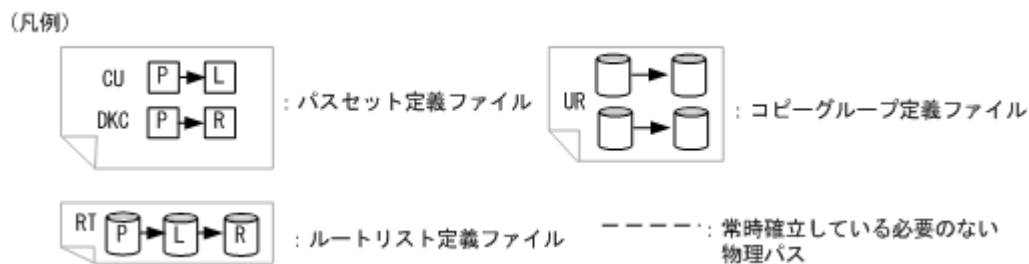 (凡例)
CU P L
DKC P R
: パスセット定義ファイル
UR
: コピーグループ定義ファイル
RT P L R
: ルートリスト定義ファイル
: 常時確立している必要のない
物理パス